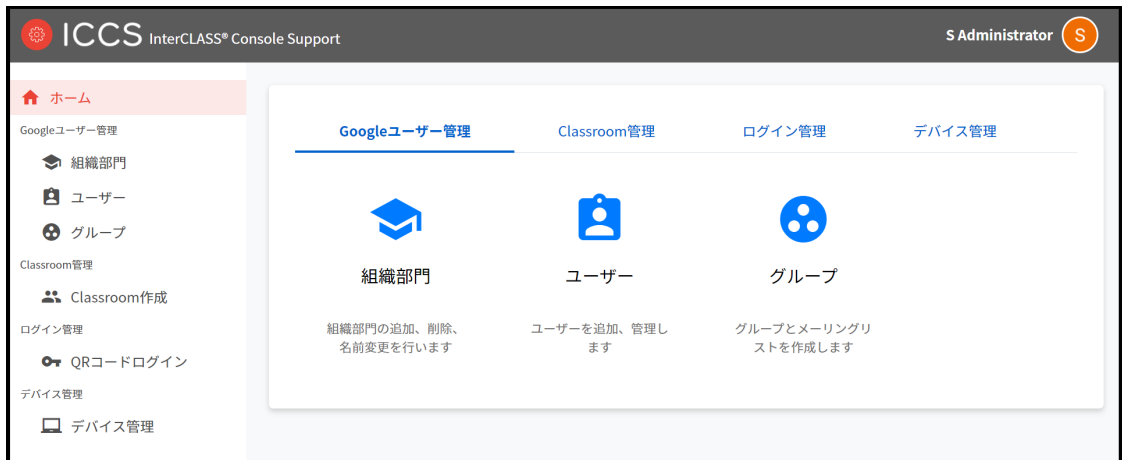 ICCS InterCLASS® Console Support
S Administrator
S
ホーム
Googleユーザー管理
組織部門
ユーザー
グループ
Classroom管理
Classroom作成
ログイン管理
QRコードログイン
デバイス管理
デバイス管理
Googleユーザー管理
Classroom管理
ログイン管理
デバイス管理
組織部門
組織部門の追加、削除、
名前変更を行います
ユーザー
ユーザーを追加、管理し
ます
グループ
グループとメーリングリ
ストを作成します